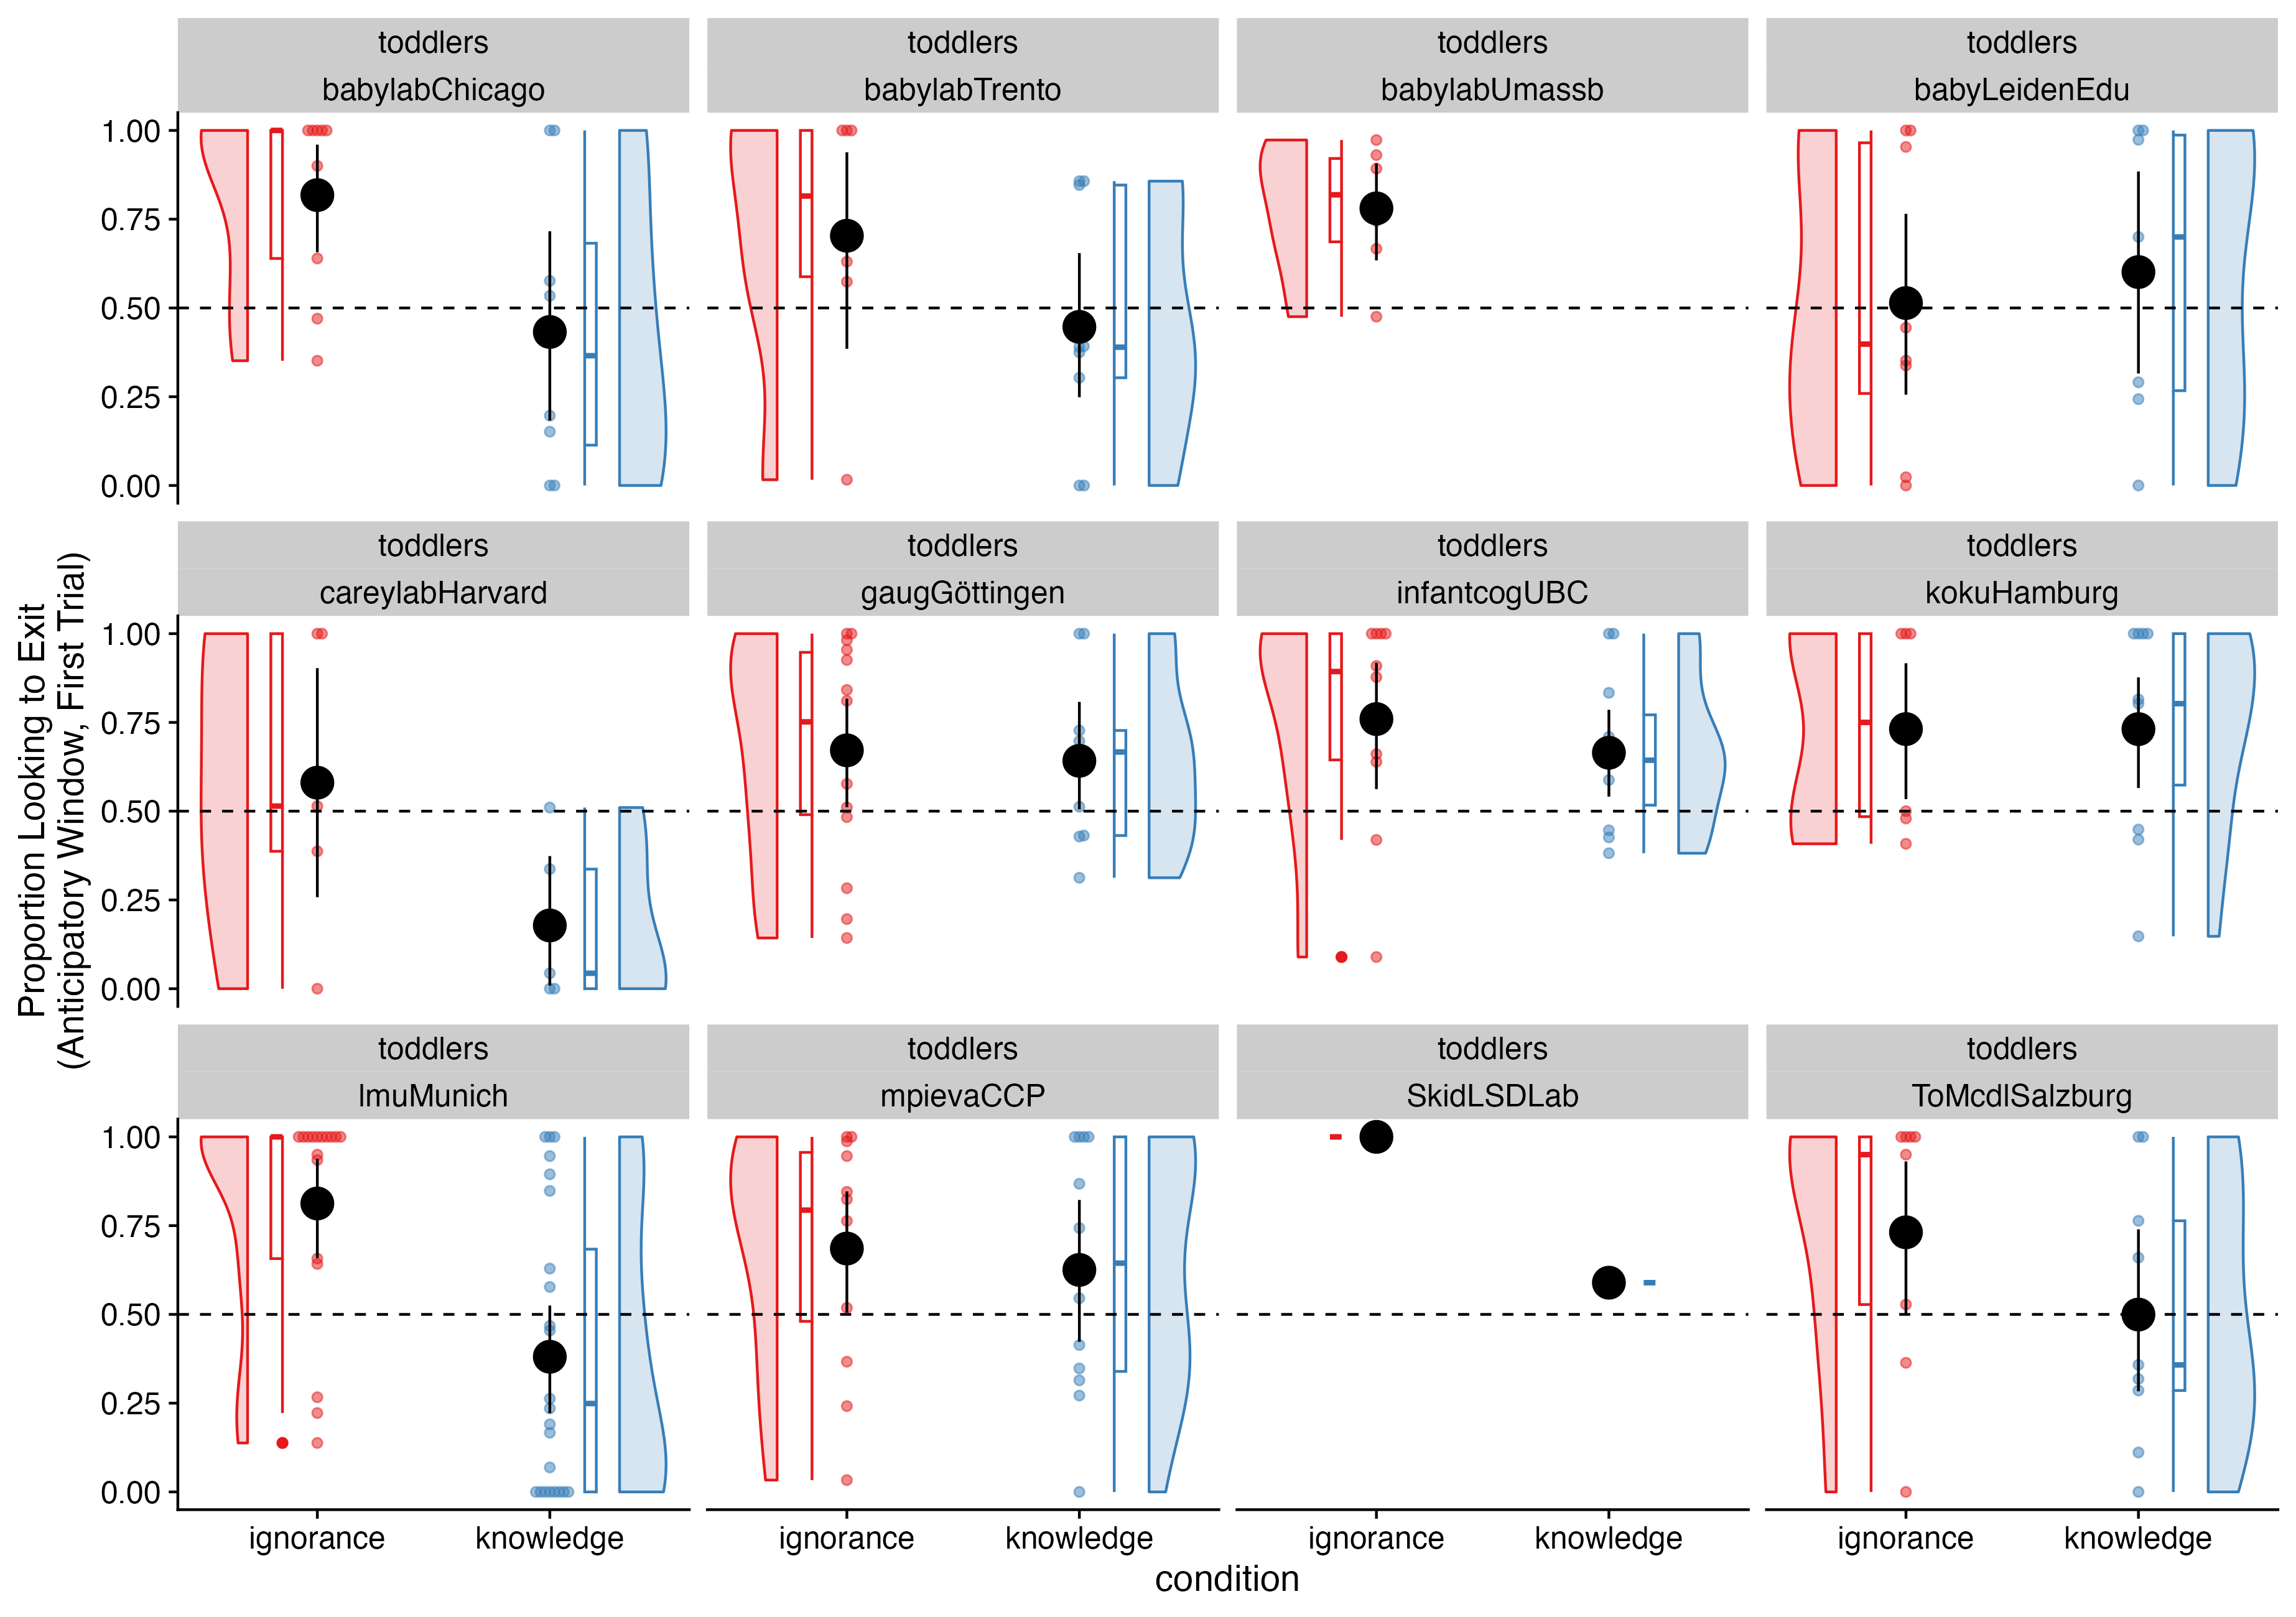 toddlers toddlers toddlers toddlers
babylabChicago babylabTrento babylabUmassb babyLeidenEdu
1.00
0.75
0.50
0.25
0.00
toddlers toddlers toddlers toddlers
careylabHarvard gaugGöttingen infantcogUBC kokuHamburg
1.00
0.75
0.50
0.25
0.00
toddlers toddlers toddlers toddlers
lmuMunich mpievaCCP SkidLSDLab ToMcdlSalzburg
1.00
0.75
0.50
0.25
0.00
ignorance knowledge ignorance knowledge ignorance knowledge ignorance knowledge
condition
Proportion Looking to Exit
(Anticipatory Window, First Trial)